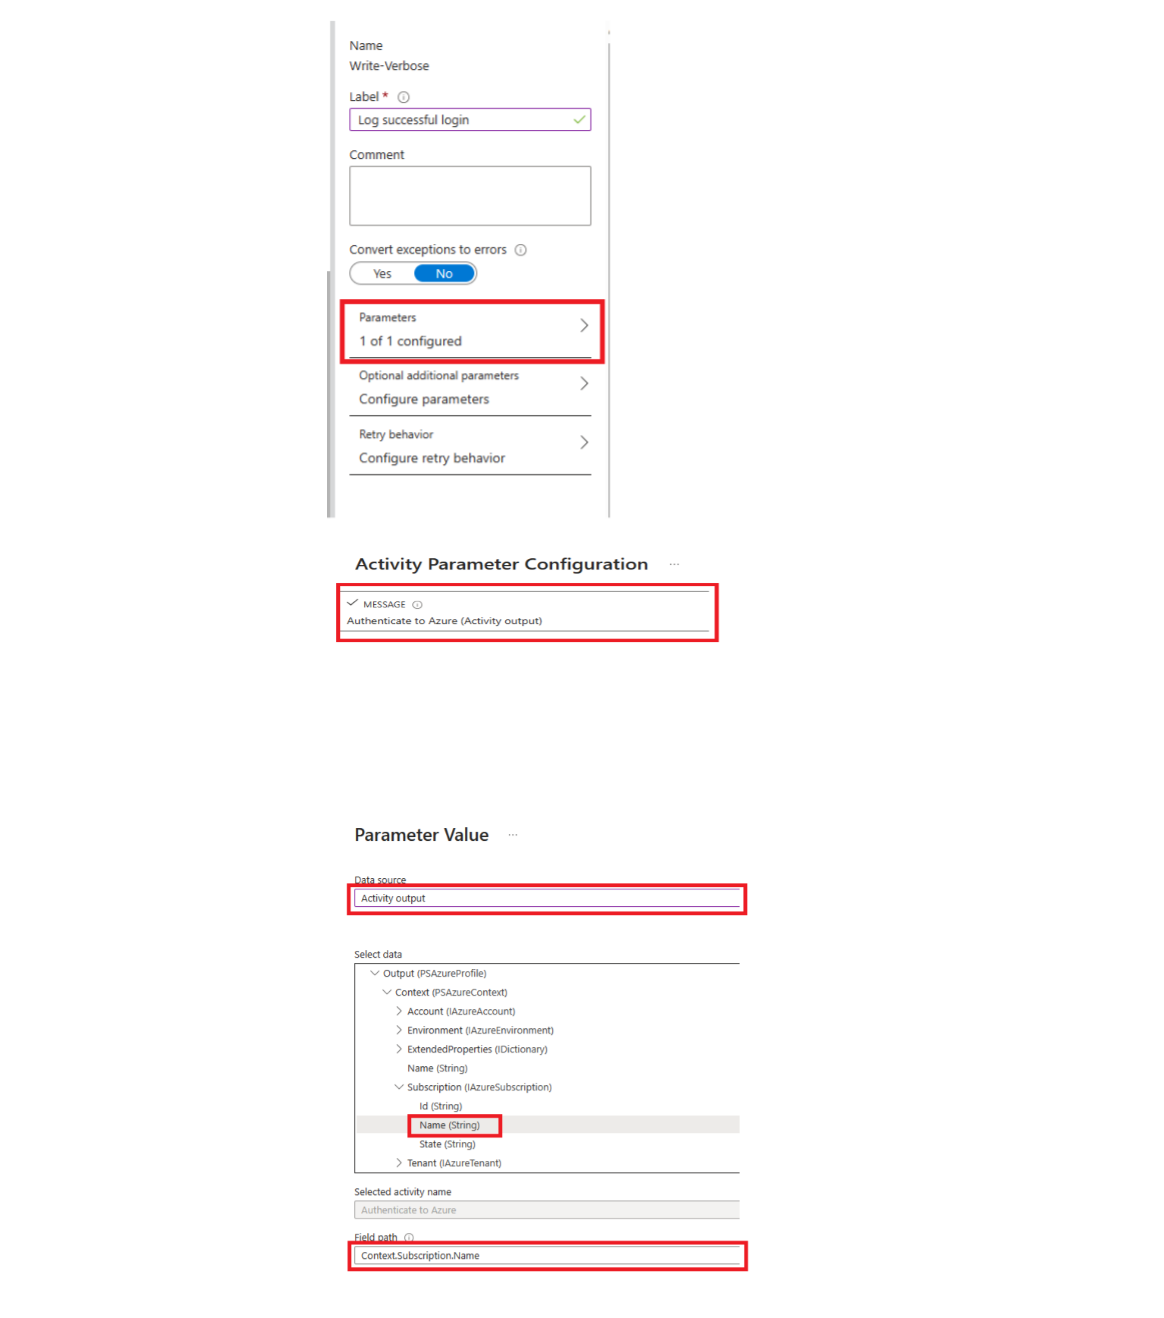 Name
Write-Verbose
Label *
Log successful login
Comment
Convert exceptions to errors
Yes No
Parameters
1 of 1 configured
Optional additional parameters
Configure parameters
Retry behavior
Configure retry behavior
Activity Parameter Configuration ...
MESSAGE
Authenticate to Azure (Activity output)
Parameter Value ...
Data source
Activity output
Select data
Output (PSAzureProfile)
Context (PSAzureContext)
Account (IAzureAccount)
Environment (IAzureEnvironment)
ExtendedProperties (IDictionary)
Name (String)
Subscription (IAzureSubscription)
Id (String)
Name (String)
State (String)
Tenant (IAzureTenant)
Selected activity name
Authenticate to Azure
Field path
Context.Subscription.Name